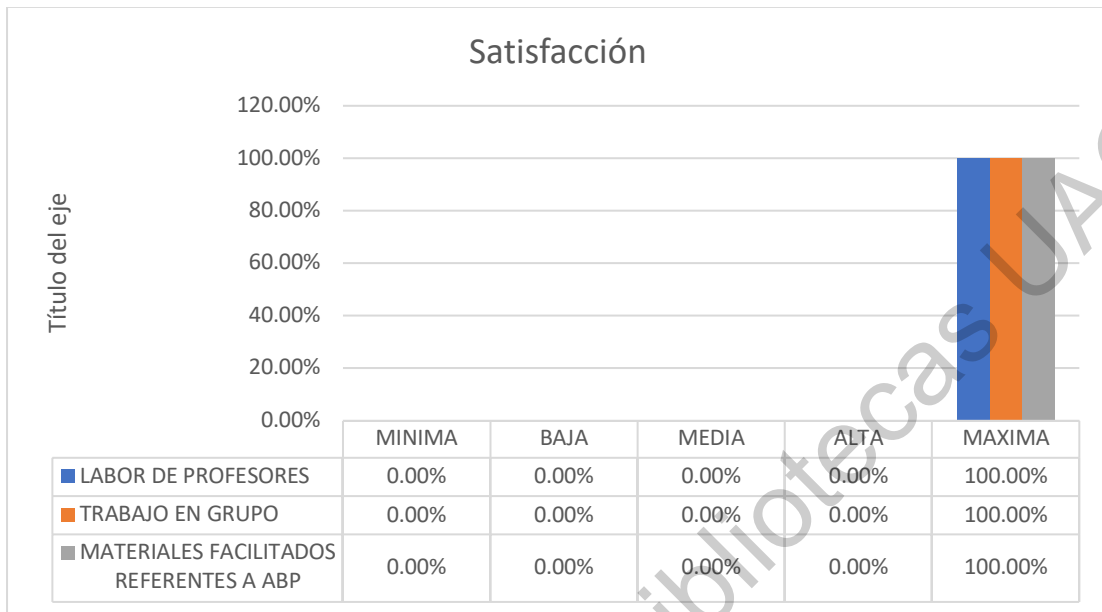 Satisfacción
Título del eje
120.00%
100.00%
80.00%
60.00%
40.00%
20.00%
0.00%
MINIMA BAJA MEDIA ALTA MAXIMA
LABOR DE PROFESORES 0.00% 0.00% 0.00% 0.00% 100.00%
TRABAJO EN GRUPO 0.00% 0.00% 0.00% 0.00% 100.00%
MATERIALES FACILITADOS
REFERENTES A ABP 0.00% 0.00% 0.00% 0.00% 100.00%